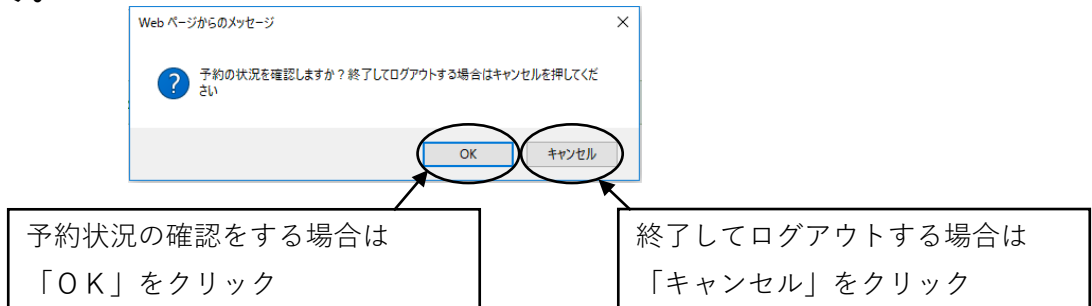 Web ページからのメッセージ
予約の状況を確認しますか？終了してログアウトする場合はキャンセルを押してくだ
さい
OK
キャンセル
予約状況の確認をする場合は
「ＯＫ」をクリック
終了してログアウトする場合は
「キャンセル」をクリック